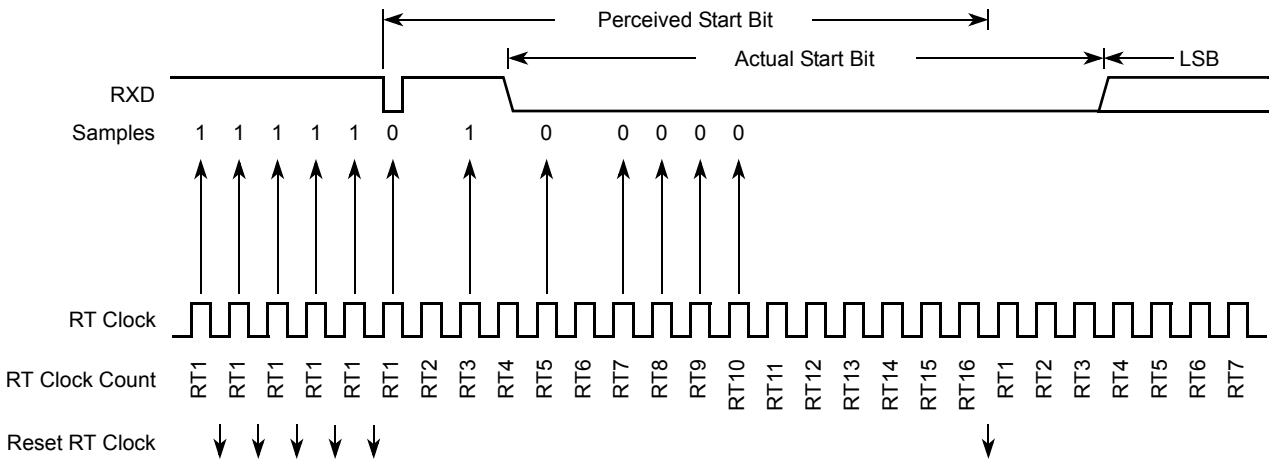 Perceived Start Bit
Actual Start Bit
LSB
RXD
Samples 1 1 1 1 1 0 1 0 0 0 0 0
RT Clock
RT Clock Count RT1 RT1 RT1 RT1 RT1 RT1 RT2 RT3 RT4 RT5 RT6 RT7 RT8 RT9 RT10 RT11 RT12 RT13 RT14 RT15 RT16 RT1 RT2 RT3 RT4 RT5 RT6 RT7
Reset RT Clock